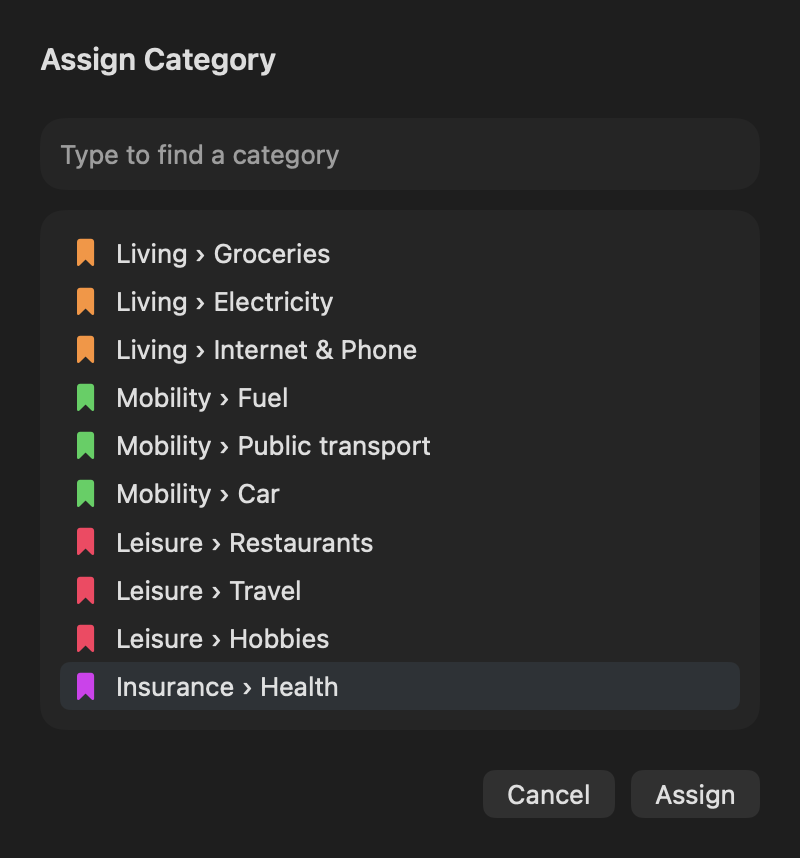 Assign Category
Type to find a category
Living › Groceries
Living › Electricity
Living › Internet & Phone
Mobility › Fuel
Mobility › Public transport
Mobility › Car
Leisure › Restaurants
Leisure › Travel
Leisure › Hobbies
Insurance › Health
Cancel Assign